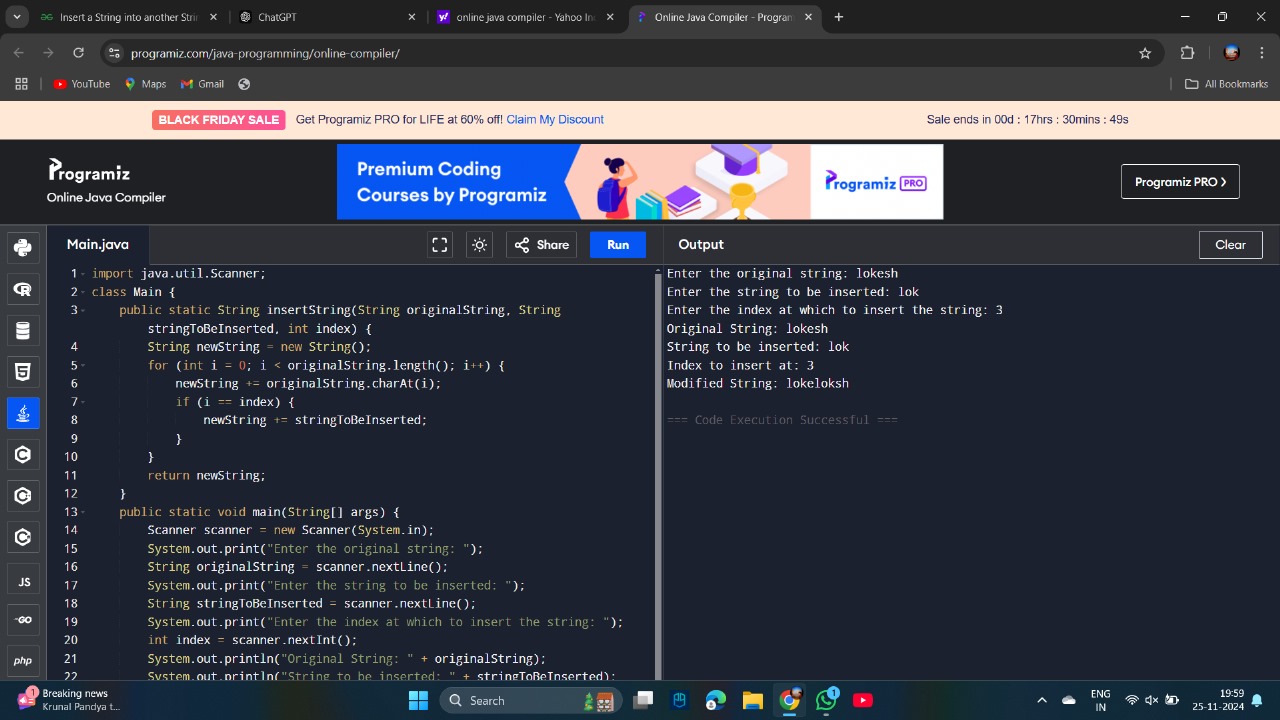 Insert a String into another Strin
ChatGPT
online java compiler - Yahoo In
Online Java Compiler - Program
programiz.com/java-programming/online-compiler/
YouTube
Maps
Gmail
All Bookmarks
BLACK FRIDAY SALE Get Programiz PRO for LIFE at 60% off! Claim My Discount
Sale ends in 00d : 17hrs : 30mins : 49s
Programiz
Online Java Compiler
Premium Coding
Courses by Programiz
Programiz PRO
Programiz PRO >
Main.java
Share
Run
Output
Clear
1 import java.util.Scanner;
2 class Main {
3 public static String insertString(String originalString, String
stringToBeInserted, int index) {
4 String newString = new String();
5 for (int i = 0; i < originalString.length(); i++) {
6 newString += originalString.charAt(i);
7 if (i == index) {
8 newString += stringToBeInserted;
9 }
10 }
11 return newString;
12 }
13 public static void main(String[] args) {
14 Scanner scanner = new Scanner(System.in);
15 System.out.print("Enter the original string: ");
16 String originalString = scanner.nextLine();
17 System.out.print("Enter the string to be inserted: ");
18 String stringToBeInserted = scanner.nextLine();
19 System.out.print("Enter the index at which to insert the string: ");
20 int index = scanner.nextInt();
21 System.out.println("Original String: " + originalString);
22 System.out.println("String to be inserted: " + stringToBeInserted);
Enter the original string: lokesh
Enter the string to be inserted: lok
Enter the index at which to insert the string: 3
Original String: lokesh
String to be inserted: lok
Index to insert at: 3
Modified String: lokeloksh
=== Code Execution Successful ===
JS
GO
php
1
Breaking news
Krunal Pandya t...
Search
1
ENG
IN
19:59
25-11-2024